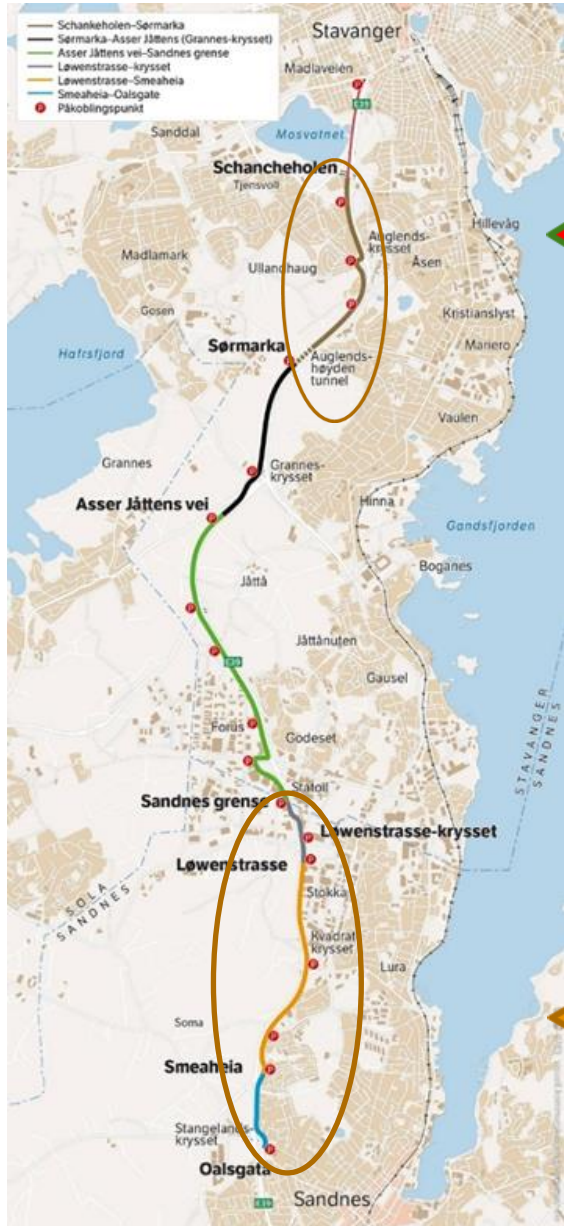 Schankeholen–Sørmarka
Sørmarka–Asser Jåttens (Grannes-krysset)
Asser Jåttens vei–Sandnes grense
Løwenstrasse–krysset
Løwenstrasse–Smeaheia
Smeaheia–Oalsgate
P Påkoblingspunkt
Stavanger
Madlaveien
P
E39
Mosvatnet
Sanddal
Schancheholen
Tjensvoll
P
Hillevåg
Auglends-
krysset
P
Åsen
Ullandhaug
Madlamark
Gosen
P
Kristianslyst
Mariero
Sørmarka
P
Auglends-
høyden
tunnel
Hafrsfjord
Vaulen
Grannes
Grannes-
krysset
P
Hinna
Asser Jåttens vei
P
Gandsfjorden
Boganes
Jåttå
P
Jåttånuten
P
E39
Gausel
STAVANGER
SANDNES
Forus
P
Godeset
P
Statoil
Sandnes grense
P
Løwenstrasse-krysset
P
Løwenstrasse
P
Stokka
SOLA
SANDNES
Kvadrat
krysset
P
Lura
Soma
P
Smeaheia
P
Stangelands-
krysset
P
Oalsgata
E39
Sandnes